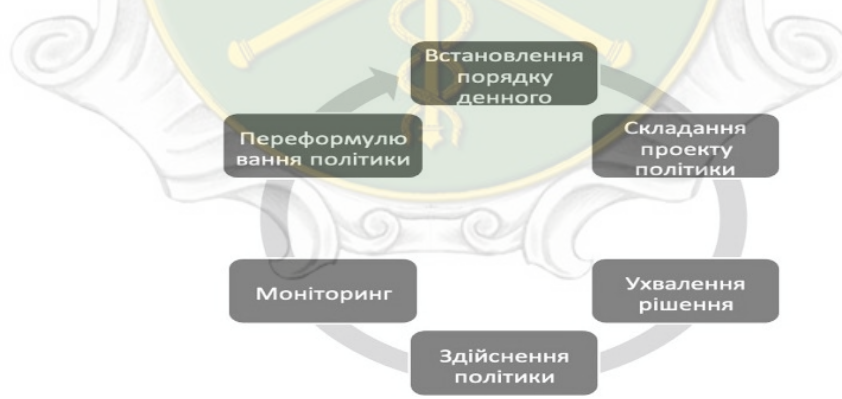 Встановлення
порядку
денного
Складання
проекту
політики
Ухвалення
рішення
Здійснення
політики
Моніторинг
Переформулю
вання політики